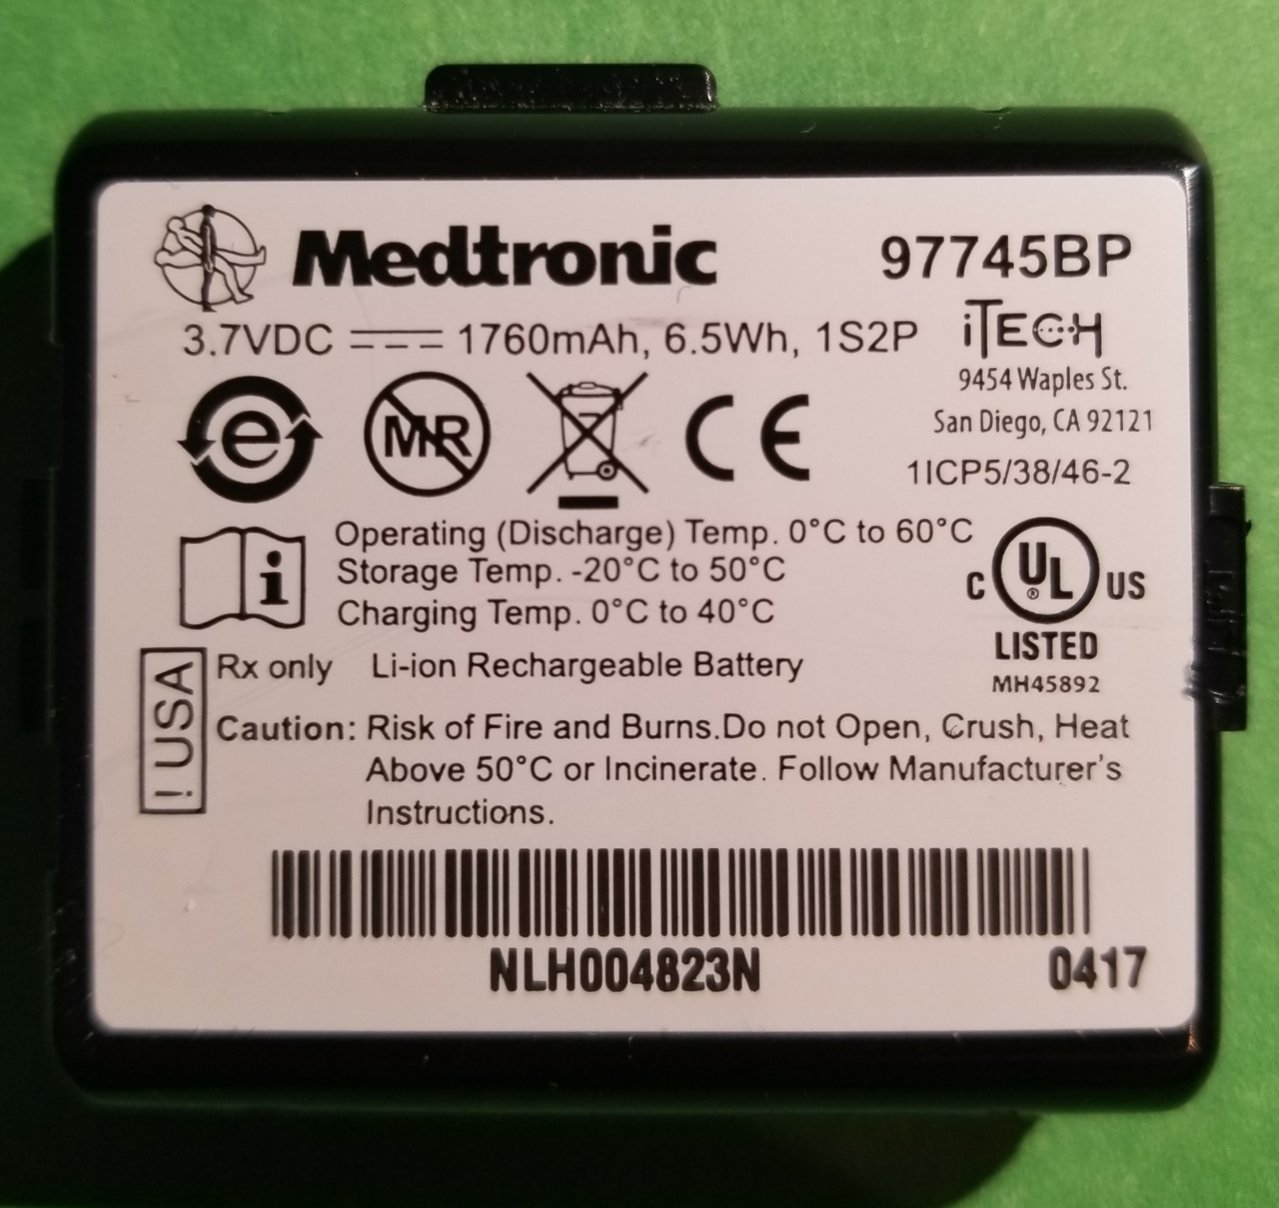 Medtronic 97745BP
3.7VDC 1760mAh, 6.5Wh, 1S2P
iTECH
9454 Waples St.
San Diego, CA 92121
e MR CE
1ICP5/38/46-2
Operating (Discharge) Temp. 0°C to 60°C
Storage Temp. -20°C to 50°C
Charging Temp. 0°C to 40°C
i
C UL® US
LISTED
MH45892
! USA
Rx only Li-ion Rechargeable Battery
Caution: Risk of Fire and Burns.Do not Open, Crush, Heat
Above 50°C or Incinerate. Follow Manufacturer's
Instructions.
NLH004823N 0417